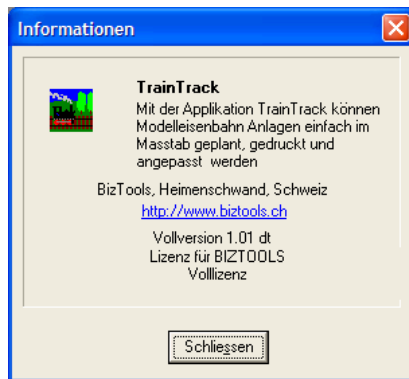 Informationen
TrainTrack
Mit der Applikation TrainTrack können
Modelleisenbahn Anlagen einfach im
Masstab geplant, gedruckt und
angepasst werden
BizTools, Heimenschwand, Schweiz
http://www.biztools.ch
Vollversion 1.01 dt
Lizenz für BIZTOOLS
Volllizenz
Schliessen